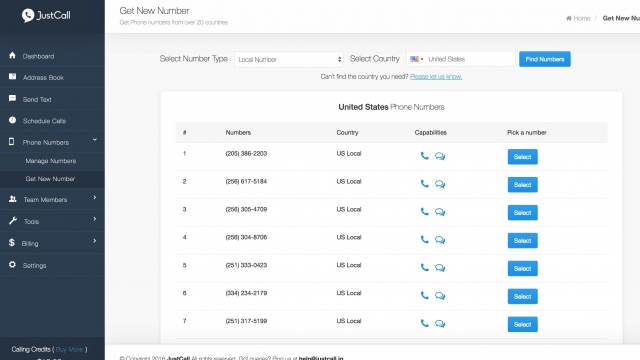 JustCall
Get New Number
Get Phone numbers from over 20 countries
Home / Get New Nu
Dashboard
Address Book
Send Text
Schedule Calls
Phone Numbers
Manage Numbers
Get New Number
Team Members
Tools
Billing
Settings
Calling Credits ( Buy More )
Select Number Type Local Number Select Country United States Find Numbers
Can't find the country you need? Please let us know.
United States Phone Numbers
# Numbers Country Capabilities Pick a number
1 (205) 386-2203 US Local Select
2 (256) 617-5184 US Local Select
3 (256) 305-4709 US Local Select
4 (256) 304-8706 US Local Select
5 (251) 333-0423 US Local Select
6 (334) 234-2179 US Local Select
7 (251) 317-5199 US Local Select
© Copyright 2016 JustCall All rights reserved. Got queries? Ping us at help@justcall.in